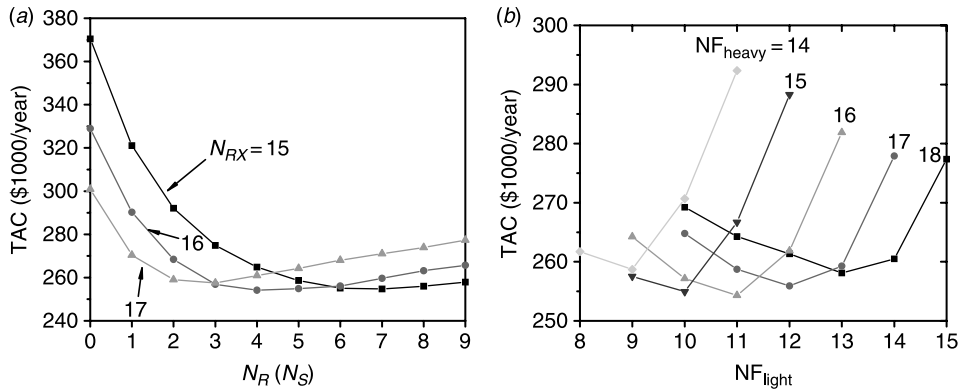 (a)
380
360
340
320
300
280
260
240
TAC ($1000/year)
N_RX = 15
16
17
0 1 2 3 4 5 6 7 8 9
N_R (N_S)
(b)
300
290
280
270
260
250
TAC ($1000/year)
NF_heavy = 14
15
16
17
18
8 9 10 11 12 13 14 15
NF_light